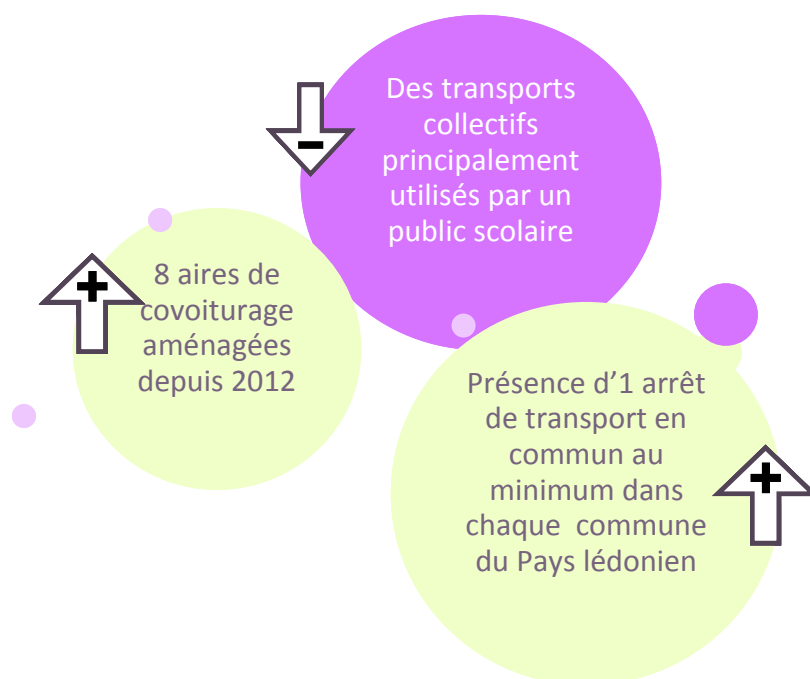 Des transports
collectifs
principalement
utilisés par un
public scolaire
-
8 aires de
covoiturage
aménagées
depuis 2012
+
Présence d’1 arrêt
de transport en
commun au
minimum dans
chaque commune
du Pays lédonien
+